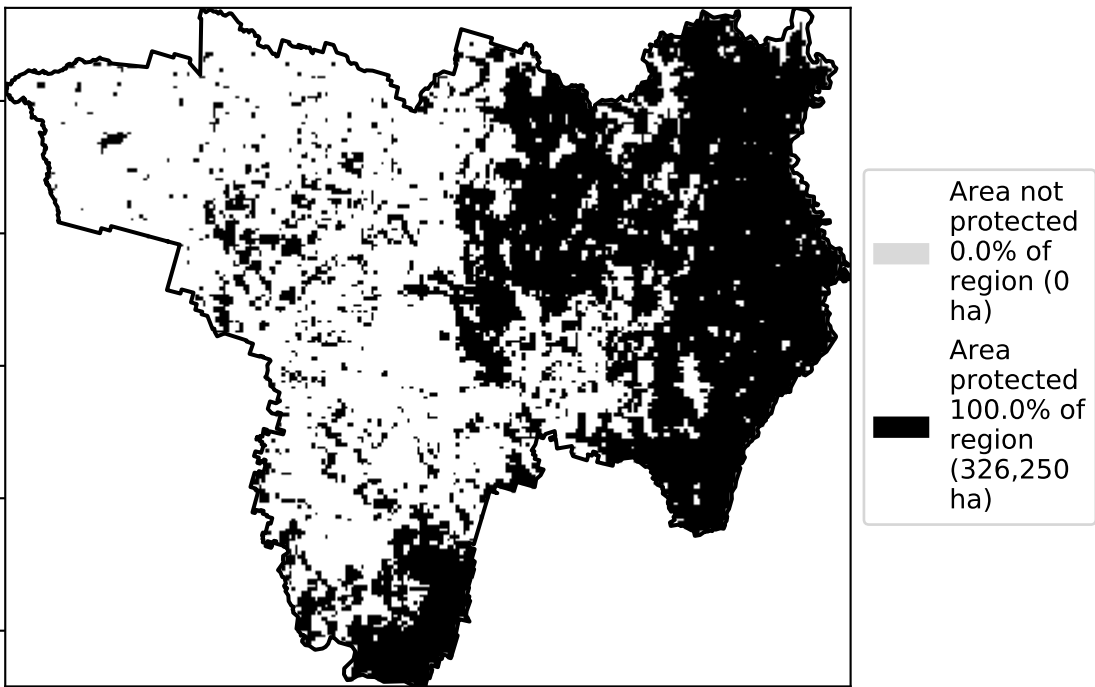 Area not
protected
0.0% of
region (0
ha)
Area
protected
100.0% of
region
(326,250
ha)